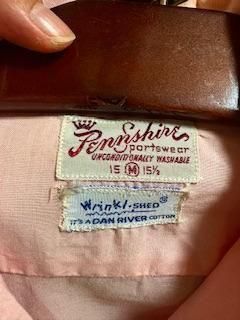 Pennshire
sportswear
UNCONDITIONALLY WASHABLE
15 M 15½
Wrinkl-SHED®
IT'S A DAN RIVER COTTON